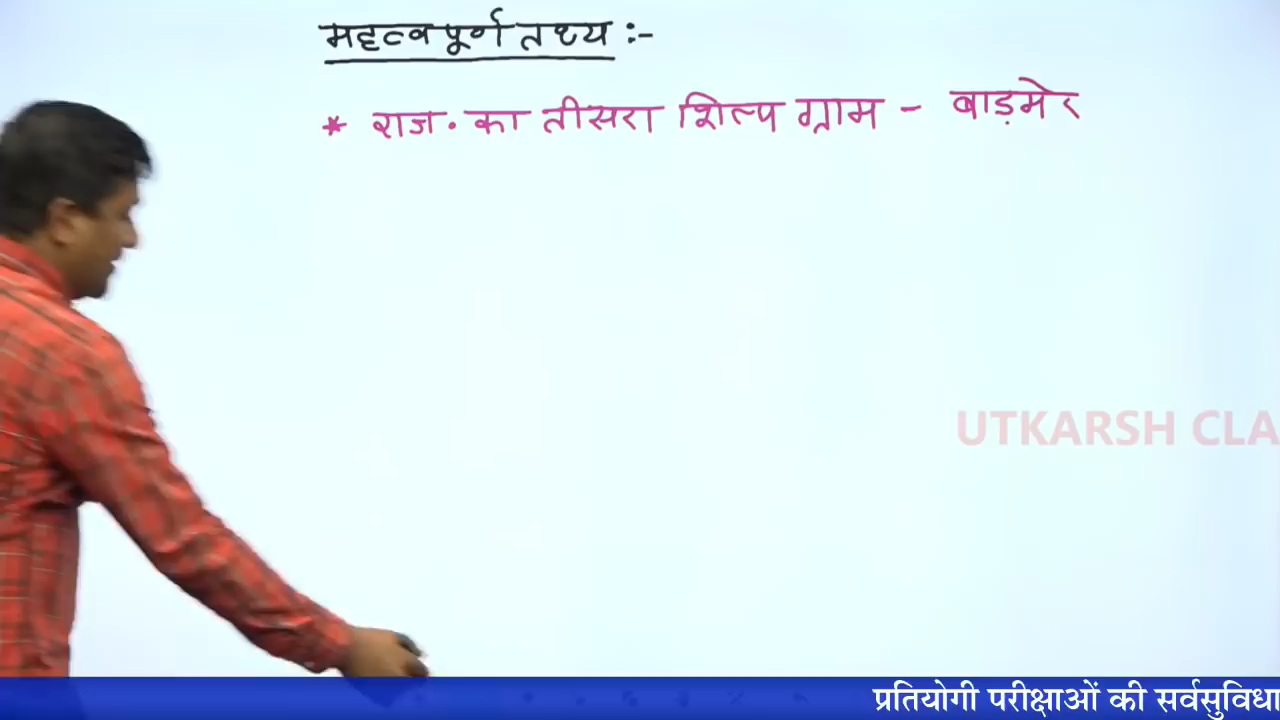 महत्वपूर्ण तथ्य :-
* राज. का तीसरा शिल्प ग्राम - बाड़मेर
UTKARSH CLA
प्रतियोगी परीक्षाओं की सर्वसुविधा